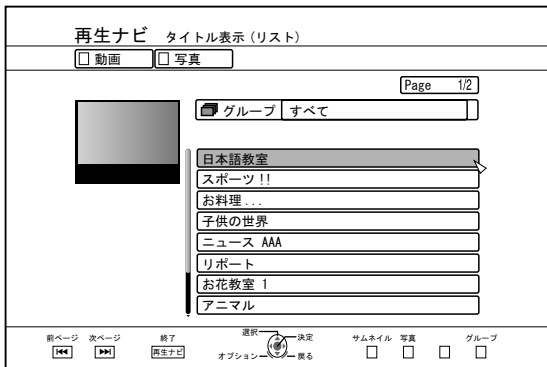 再生ナビ タイトル表示（リスト）
動画 写真
Page 1/2
グループ すべて
日本語教室
スポーツ!!
お料理...
子供の世界
ニュース AAA
リポート
お花教室 1
アニマル
前ページ 次ページ 終了 選択 決定 サムネイル 写真 グループ
再生ナビ オプション 戻る